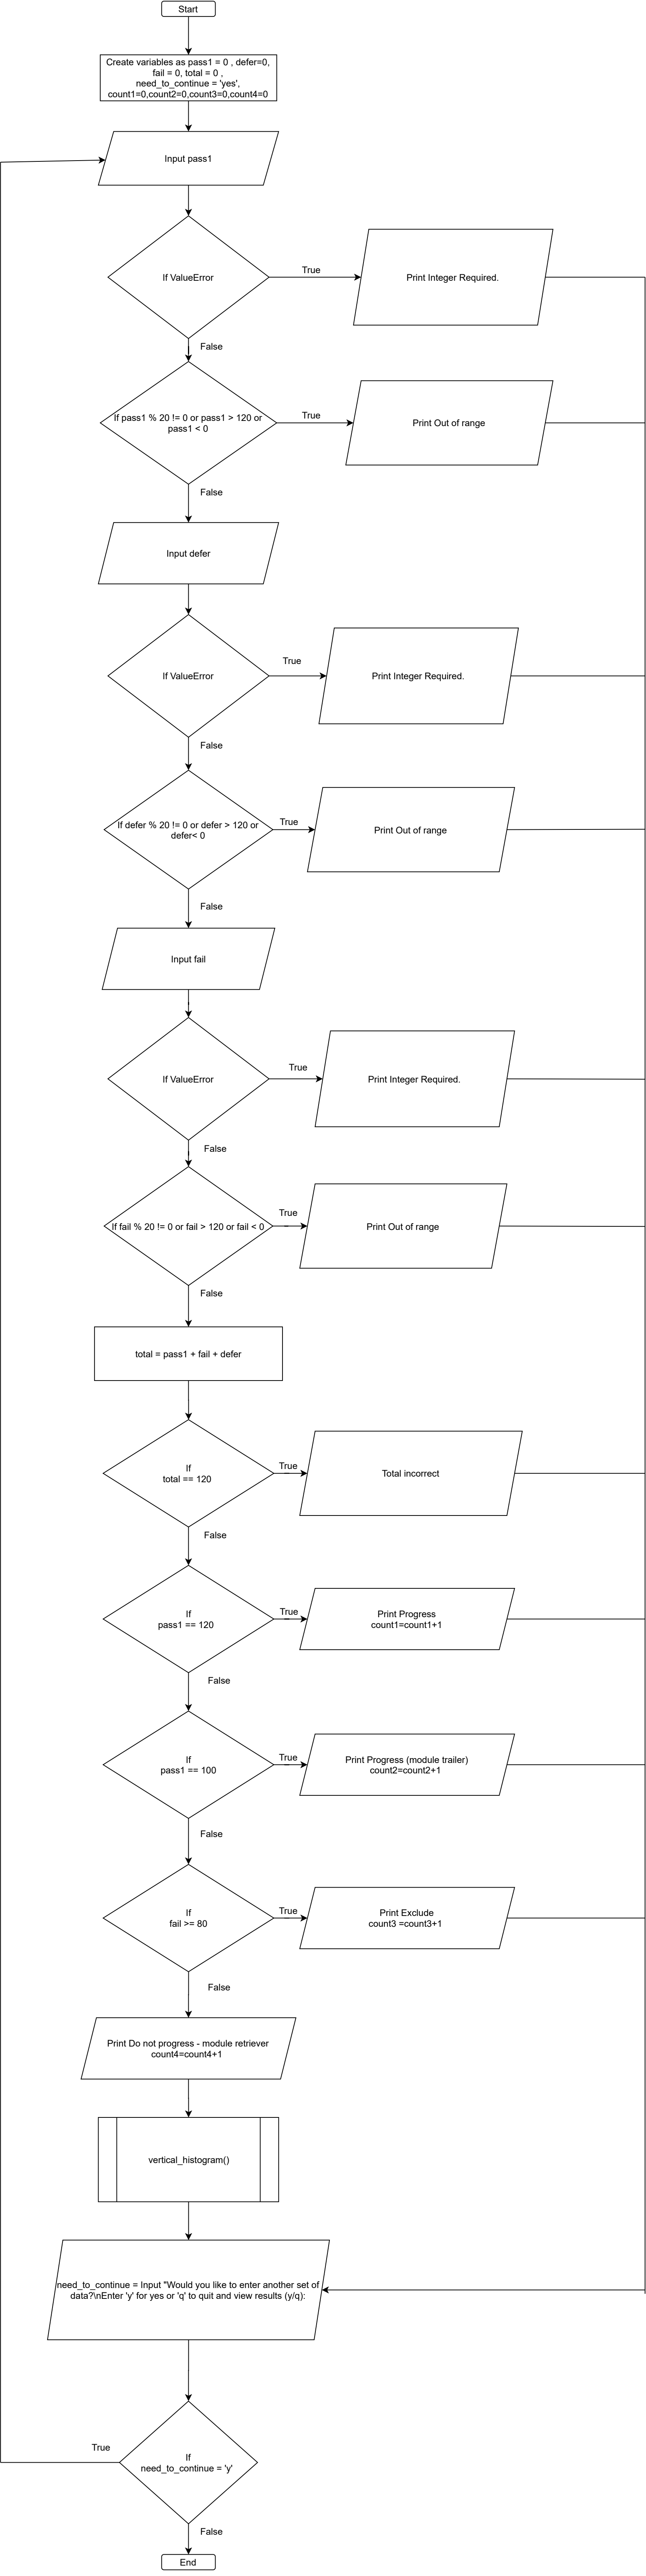 Start
Create variables as pass1 = 0 , defer=0,
fail = 0, total = 0 ,
need_to_continue = 'yes',
count1=0,count2=0,count3=0,count4=0
Input pass1
If ValueError
True
Print Integer Required.
False
If pass1 % 20 != 0 or pass1 > 120 or
pass1 < 0
True
Print Out of range
False
Input defer
If ValueError
True
Print Integer Required.
False
If defer % 20 != 0 or defer > 120 or
defer< 0
True
Print Out of range
False
Input fail
If ValueError
True
Print Integer Required.
False
If fail % 20 != 0 or fail > 120 or fail < 0
True
Print Out of range
False
total = pass1 + fail + defer
If
total == 120
True
Total incorrect
False
If
pass1 == 120
True
Print Progress
count1=count1+1
False
If
pass1 == 100
True
Print Progress (module trailer)
count2=count2+1
False
If
fail >= 80
True
Print Exclude
count3 =count3+1
False
Print Do not progress - module retriever
count4=count4+1
vertical_histogram()
need_to_continue = Input "Would you like to enter another set of
data?\nEnter 'y' for yes or 'q' to quit and view results (y/q):
If
need_to_continue = 'y'
True
False
End